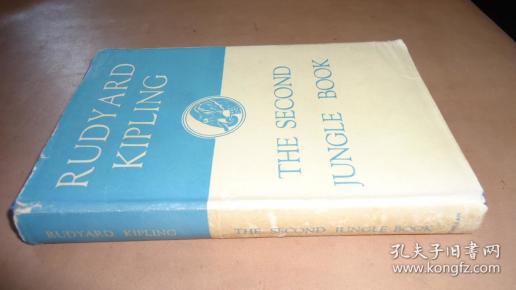 RUDYARD
KIPLING
THE SECOND
JUNGLE BOOK
RUDYARD KIPLING
THE SECOND JUNGLE BOOK
孔夫子旧书网
www.kongfz.com